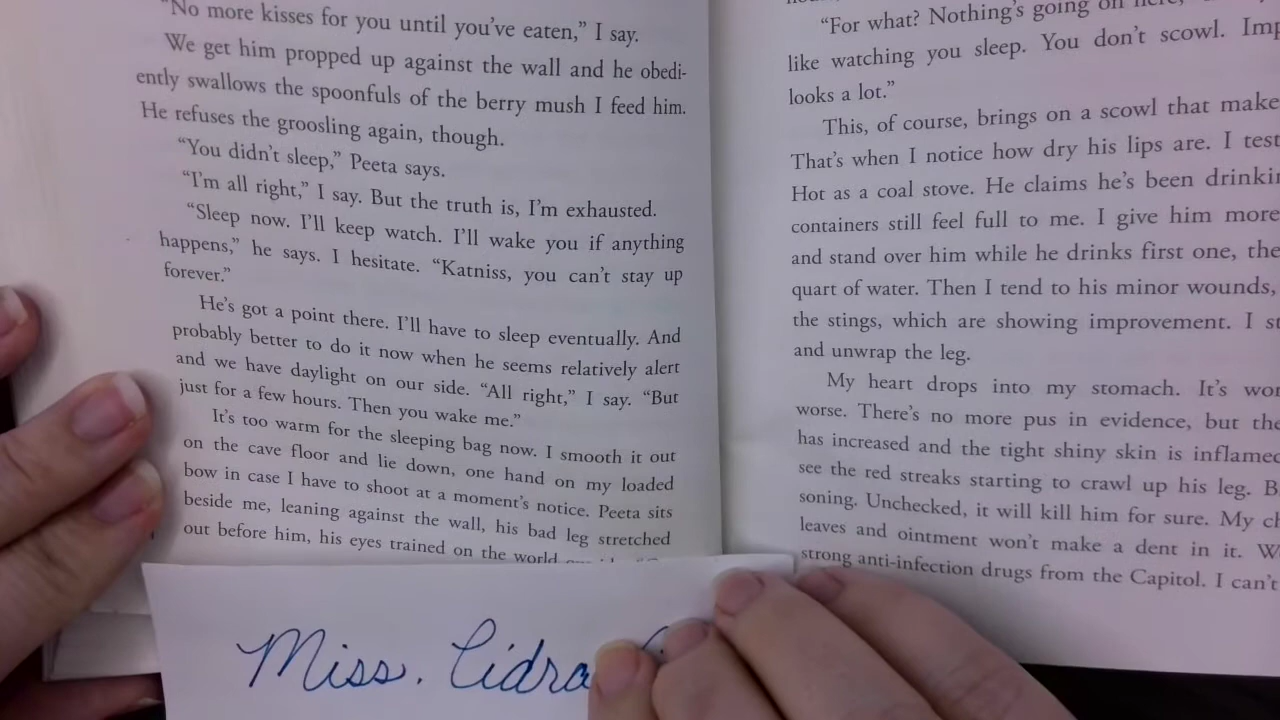 "No more kisses for you until you've eaten," I say.
We get him propped up against the wall and he obedi-
ently swallows the spoonfuls of the berry mush I feed him.
He refuses the groosling again, though.
"You didn't sleep," Peeta says.
"I'm all right," I say. But the truth is, I'm exhausted.
"Sleep now. I'll keep watch. I'll wake you if anything
happens," he says. I hesitate. "Katniss, you can't stay up
forever."
He's got a point there. I'll have to sleep eventually. And
probably better to do it now when he seems relatively alert
and we have daylight on our side. "All right," I say. "But
just for a few hours. Then you wake me."
It's too warm for the sleeping bag now. I smooth it out
on the cave floor and lie down, one hand on my loaded
bow in case I have to shoot at a moment's notice. Peeta sits
beside me, leaning against the wall, his bad leg stretched
out before him, his eyes trained on the world
Miss. Cidra
"For what? Nothing's going on here,"
like watching you sleep. You don't scowl. Imp
looks a lot."
This, of course, brings on a scowl that make
That's when I notice how dry his lips are. I test
Hot as a coal stove. He claims he's been drinkin
containers still feel full to me. I give him more
and stand over him while he drinks first one, the
quart of water. Then I tend to his minor wounds,
the stings, which are showing improvement. I st
and unwrap the leg.
My heart drops into my stomach. It's wor
worse. There's no more pus in evidence, but the
has increased and the tight shiny skin is inflamed
see the red streaks starting to crawl up his leg. B
soning. Unchecked, it will kill him for sure. My ch
leaves and ointment won't make a dent in it. W
strong anti-infection drugs from the Capitol. I can't